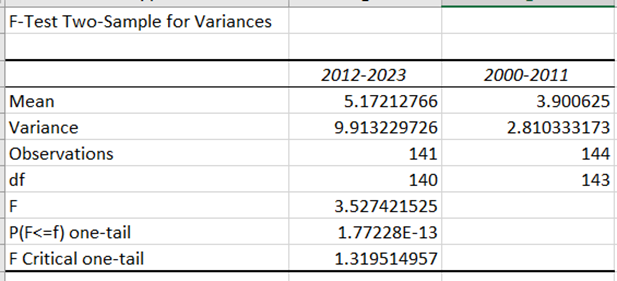 F-Test Two-Sample for Variances
2012-2023 2000-2011
Mean 5.17212766 3.900625
Variance 9.913229726 2.810333173
Observations 141 144
df 140 143
F 3.527421525
P(F<=f) one-tail 1.77228E-13
F Critical one-tail 1.319514957